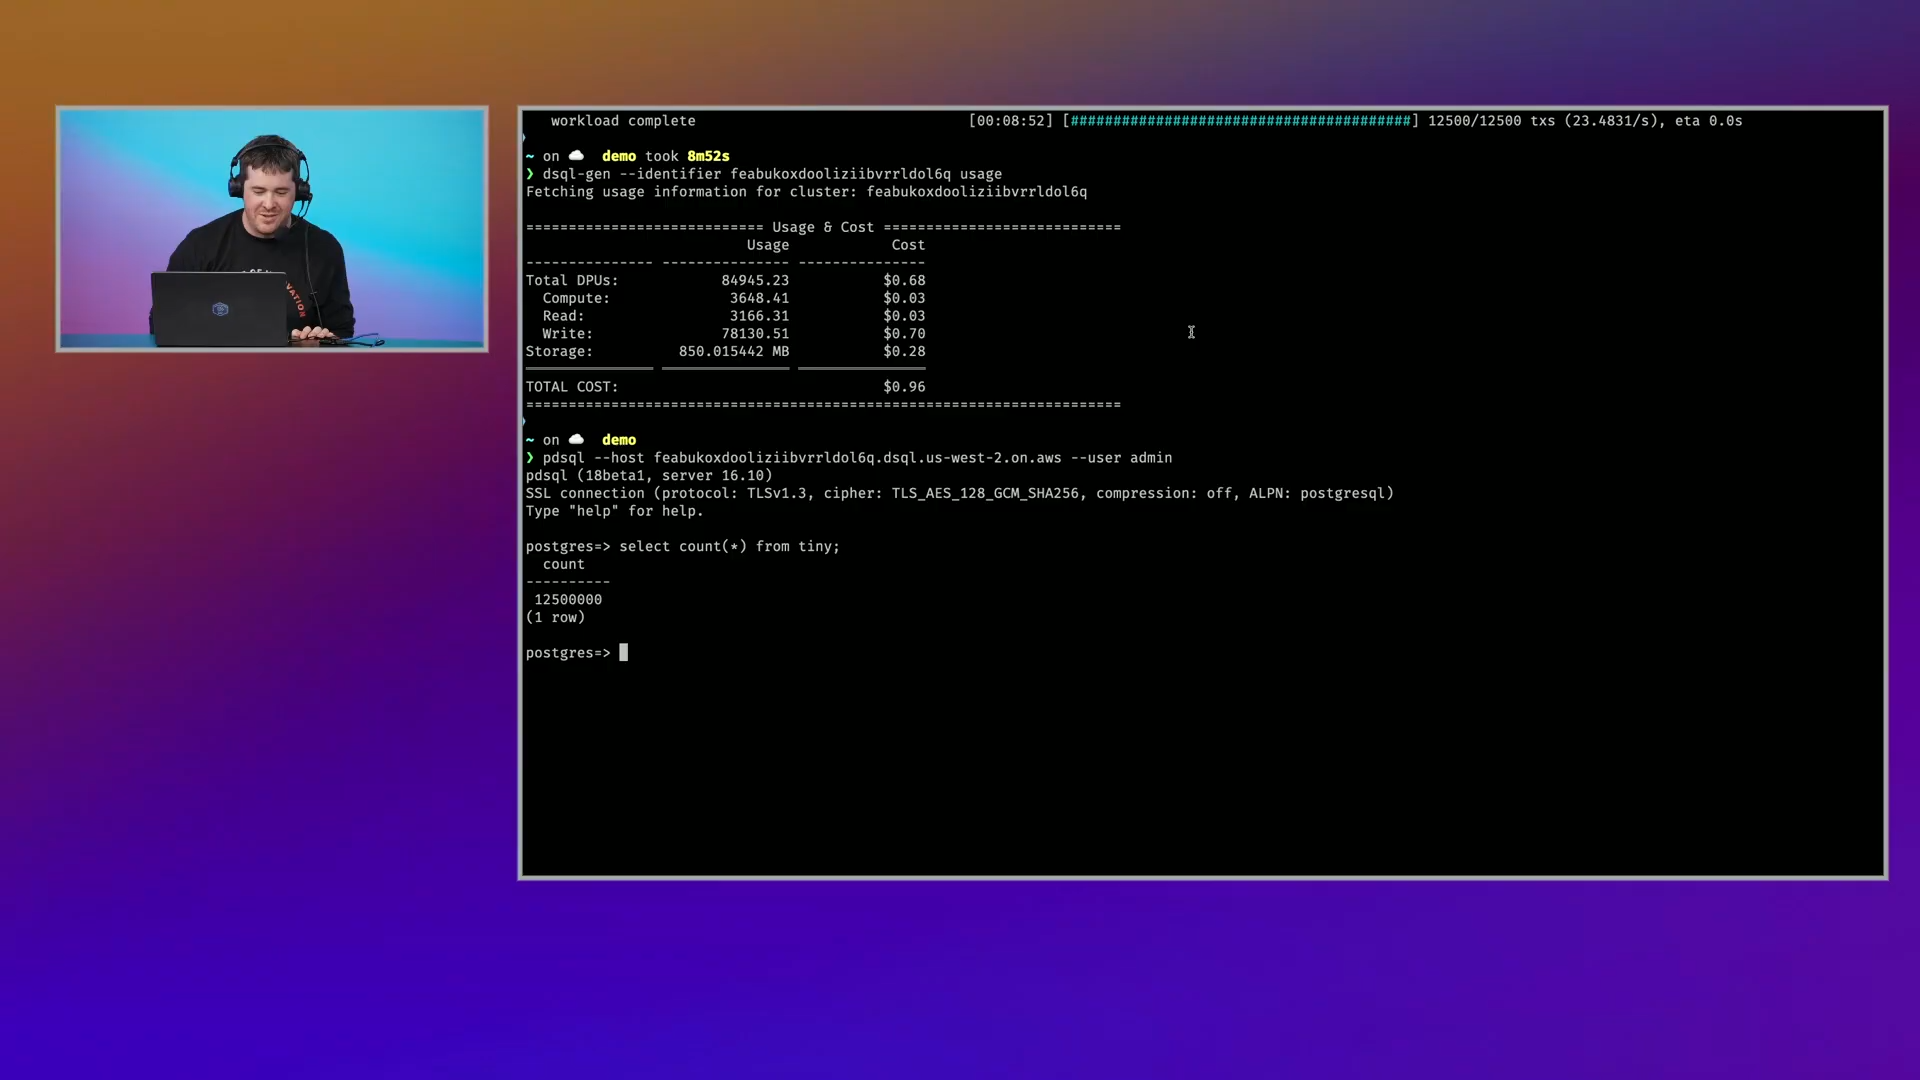 workload complete [00:08:52] [########################################] 12500/12500 txs (23.4831/s), eta 0.0s
~ on ☁️ demo took 8m52s
❯ dsql-gen --identifier feabukoxdooliziibvrrldol6q usage
Fetching usage information for cluster: feabukoxdooliziibvrrldol6q
============================ Usage & Cost ============================
Usage Cost
--------------- --------------- ---------------
Total DPUs: 84945.23 $0.68
Compute: 3648.41 $0.03
Read: 3166.31 $0.03
Write: 78130.51 $0.70
Storage: 850.015442 MB $0.28
─────────────── ─────────────── ───────────────
TOTAL COST: $0.96
======================================================================
~ on ☁️ demo
❯ pdsql --host feabukoxdooliziibvrrldol6q.dsql.us-west-2.on.aws --user admin
pdsql (18beta1, server 16.10)
SSL connection (protocol: TLSv1.3, cipher: TLS_AES_128_GCM_SHA256, compression: off, ALPN: postgresql)
Type "help" for help.
postgres=> select count(*) from tiny;
count
----------
12500000
(1 row)
postgres=>